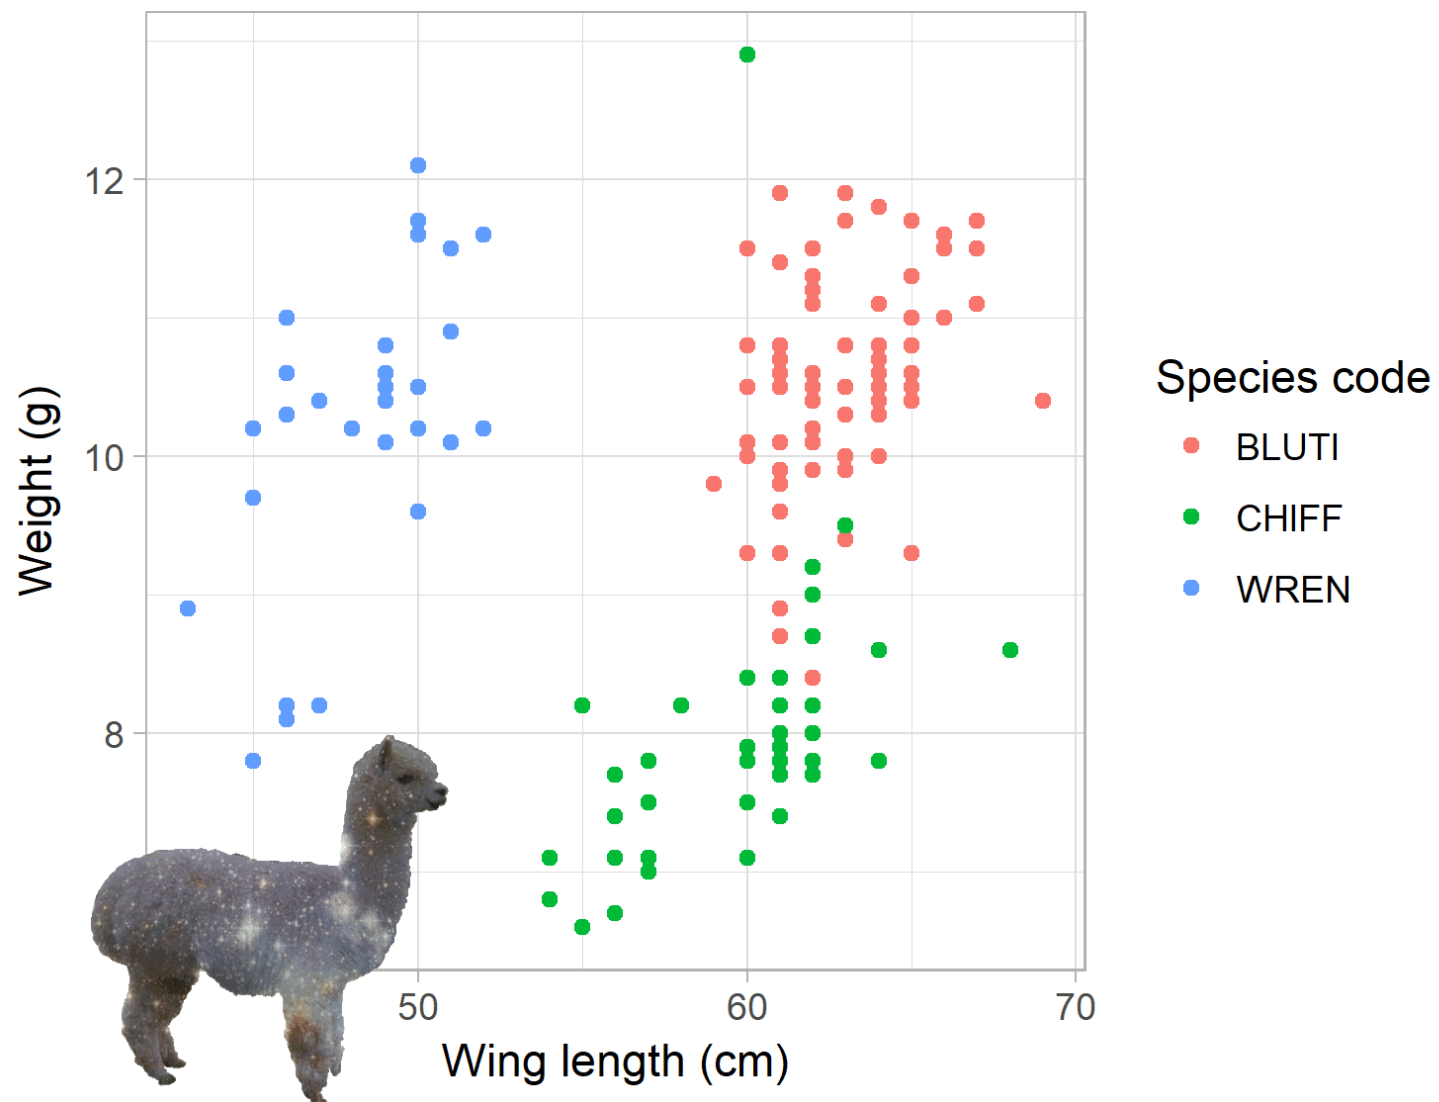 12
10
8
Weight (g)
50
60
70
Wing length (cm)
Species code
BLUTI
CHIFF
WREN